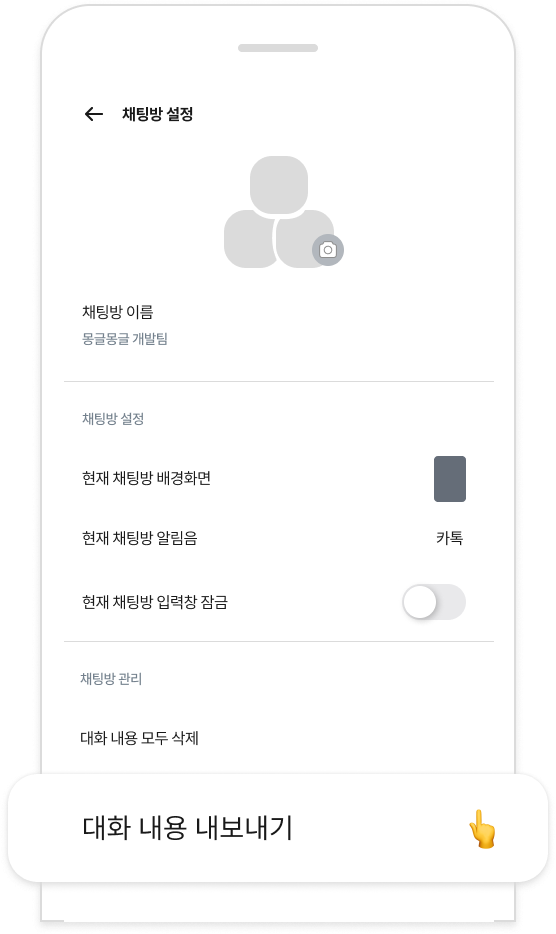 채팅방 설정
채팅방 이름
몽글몽글 개발팀
채팅방 설정
현재 채팅방 배경화면
현재 채팅방 알림음 카톡
현재 채팅방 입력창 잠금
채팅방 관리
대화 내용 모두 삭제
대화 내용 내보내기